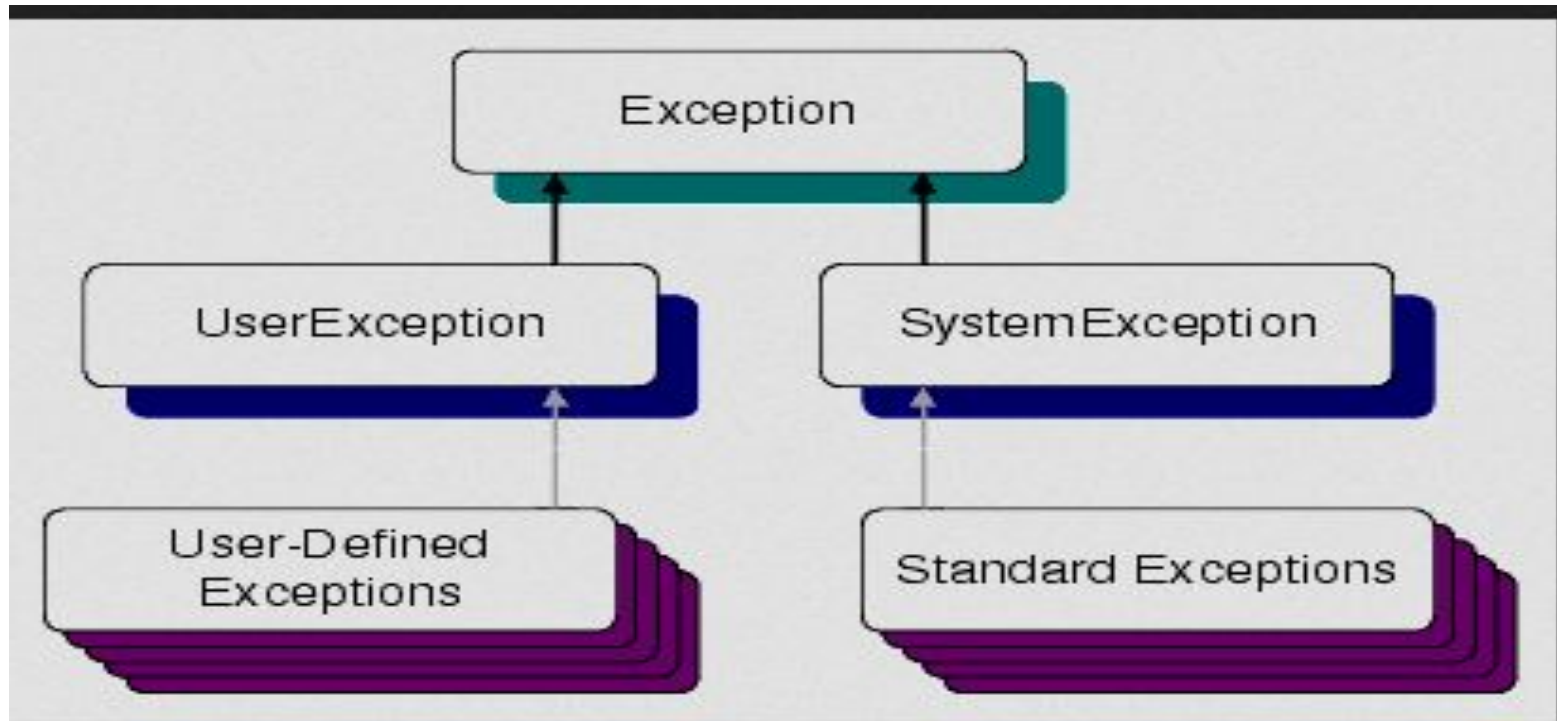 Exception
UserException
SystemException
User-Defined
Exceptions
Standard Exceptions